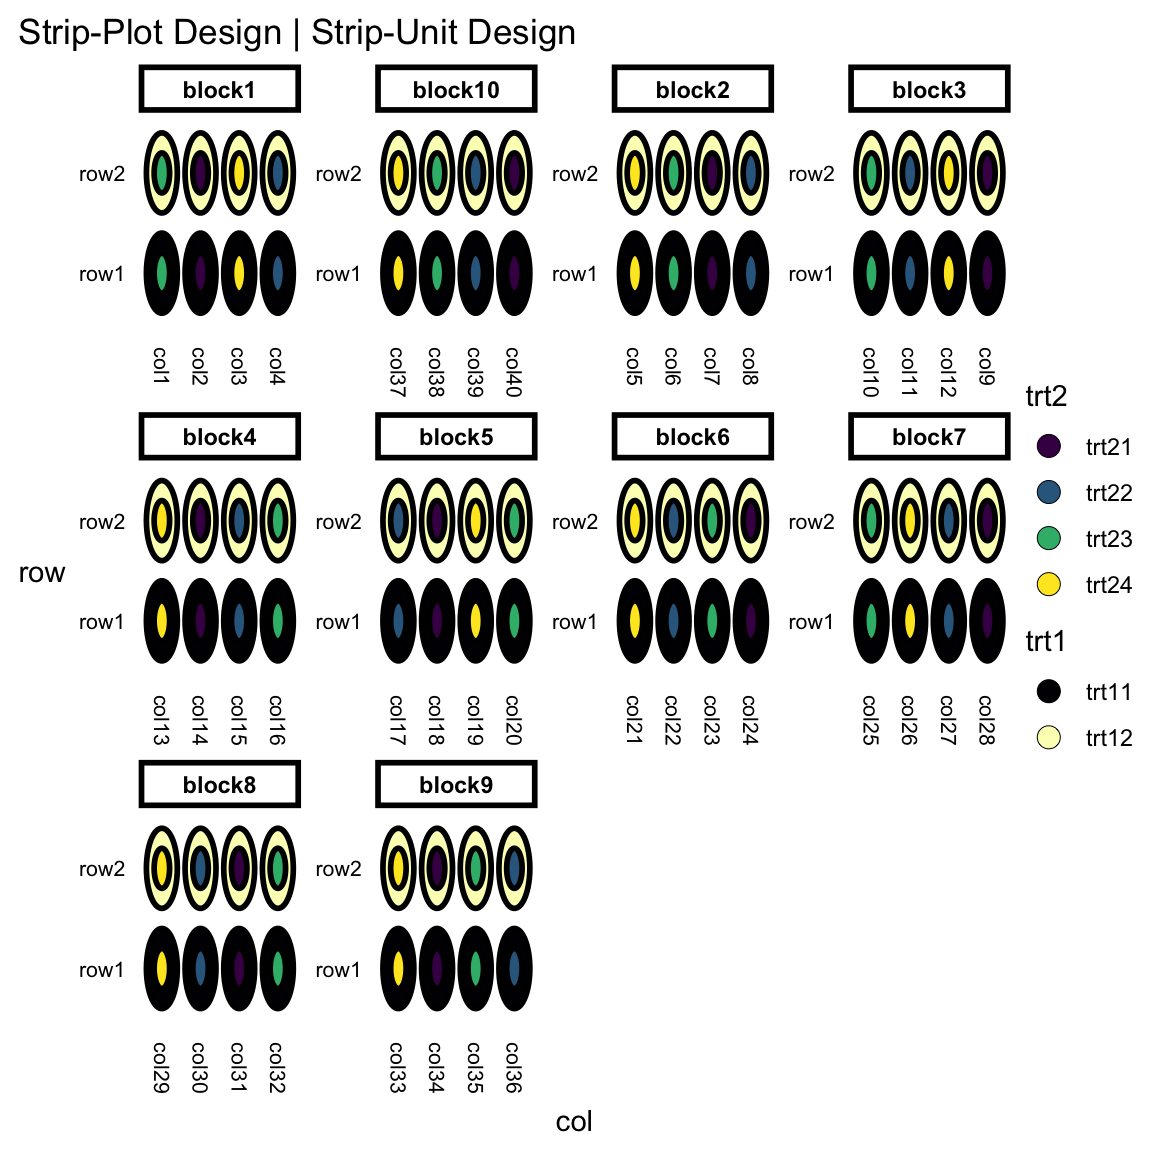 Strip-Plot Design | Strip-Unit Design
block1 block10 block2 block3
row2 row2 row2 row2
row1 row1 row1 row1
col1 col2 col3 col4 col37 col38 col39 col40 col5 col6 col7 col8 col10 col11 col12 col9
block4 block5 block6 block7
row2 row2 row2 row2
row1 row1 row1 row1
col13 col14 col15 col16 col17 col18 col19 col20 col21 col22 col23 col24 col25 col26 col27 col28
block8 block9
row2 row2
row1 row1
col29 col30 col31 col32 col33 col34 col35 col36
row
col
trt2
trt21
trt22
trt23
trt24
trt1
trt11
trt12